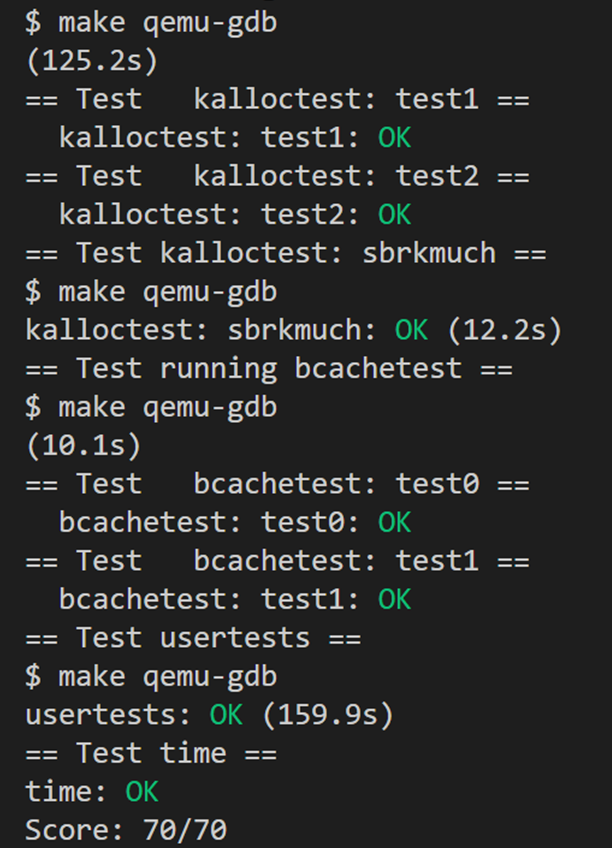 $ make qemu-gdb
(125.2s)
== Test   kalloctest: test1 ==
  kalloctest: test1: OK
== Test   kalloctest: test2 ==
  kalloctest: test2: OK
== Test kalloctest: sbrkmuch ==
$ make qemu-gdb
kalloctest: sbrkmuch: OK (12.2s)
== Test running bcachetest ==
$ make qemu-gdb
(10.1s)
== Test   bcachetest: test0 ==
  bcachetest: test0: OK
== Test   bcachetest: test1 ==
  bcachetest: test1: OK
== Test usertests ==
$ make qemu-gdb
usertests: OK (159.9s)
== Test time ==
time: OK
Score: 70/70